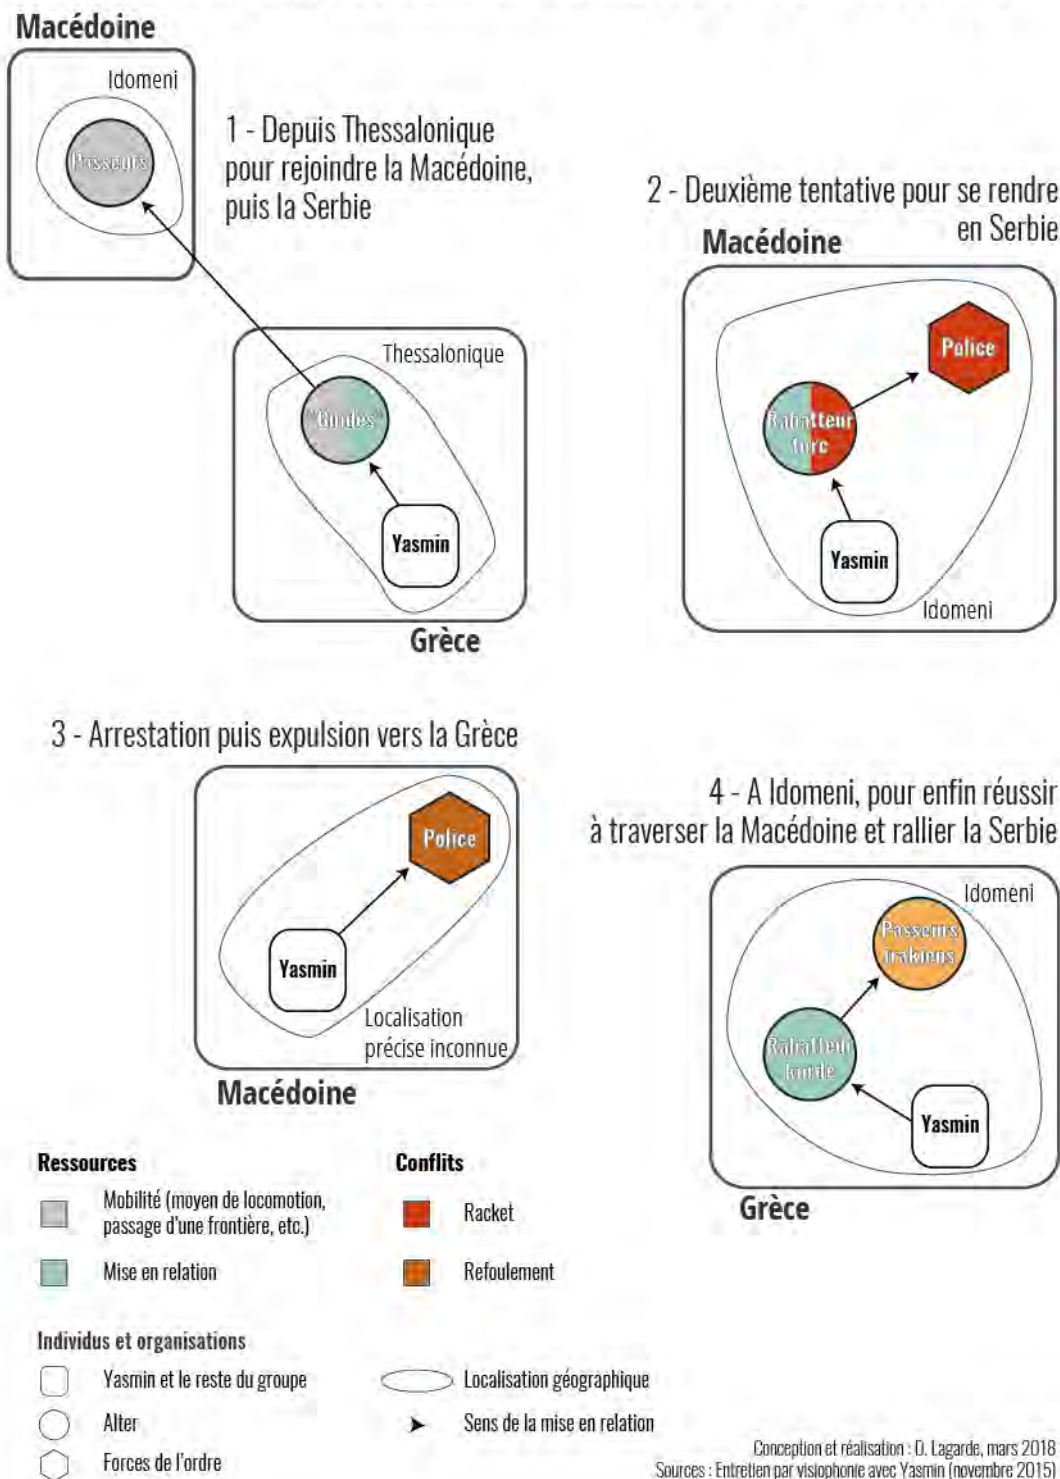 Macédoine
Idomeni
Passeurs
1 - Depuis Thessalonique
pour rejoindre la Macédoine,
puis la Serbie
Thessalonique
"Guides"
Yasmin
Grèce
2 - Deuxième tentative pour se rendre
en Serbie
Macédoine
Police
Rabatteur
turc
Yasmin
Idomeni
3 - Arrestation puis expulsion vers la Grèce
Police
Yasmin
Localisation
précise inconnue
Macédoine
4 - A Idomeni, pour enfin réussir
à traverser la Macédoine et rallier la Serbie
Idomeni
Passeurs
irakiens
Rabatteur
kurde
Yasmin
Grèce
Ressources
Mobilité (moyen de locomotion,
passage d'une frontière, etc.)
Mise en relation
Conflits
Racket
Refoulement
Individus et organisations
Yasmin et le reste du groupe
Alter
Forces de l'ordre
Localisation géographique
Sens de la mise en relation
Conception et réalisation : D. Lagarde, mars 2018
Sources : Entretien par visiophonie avec Yasmin (novembre 2015)